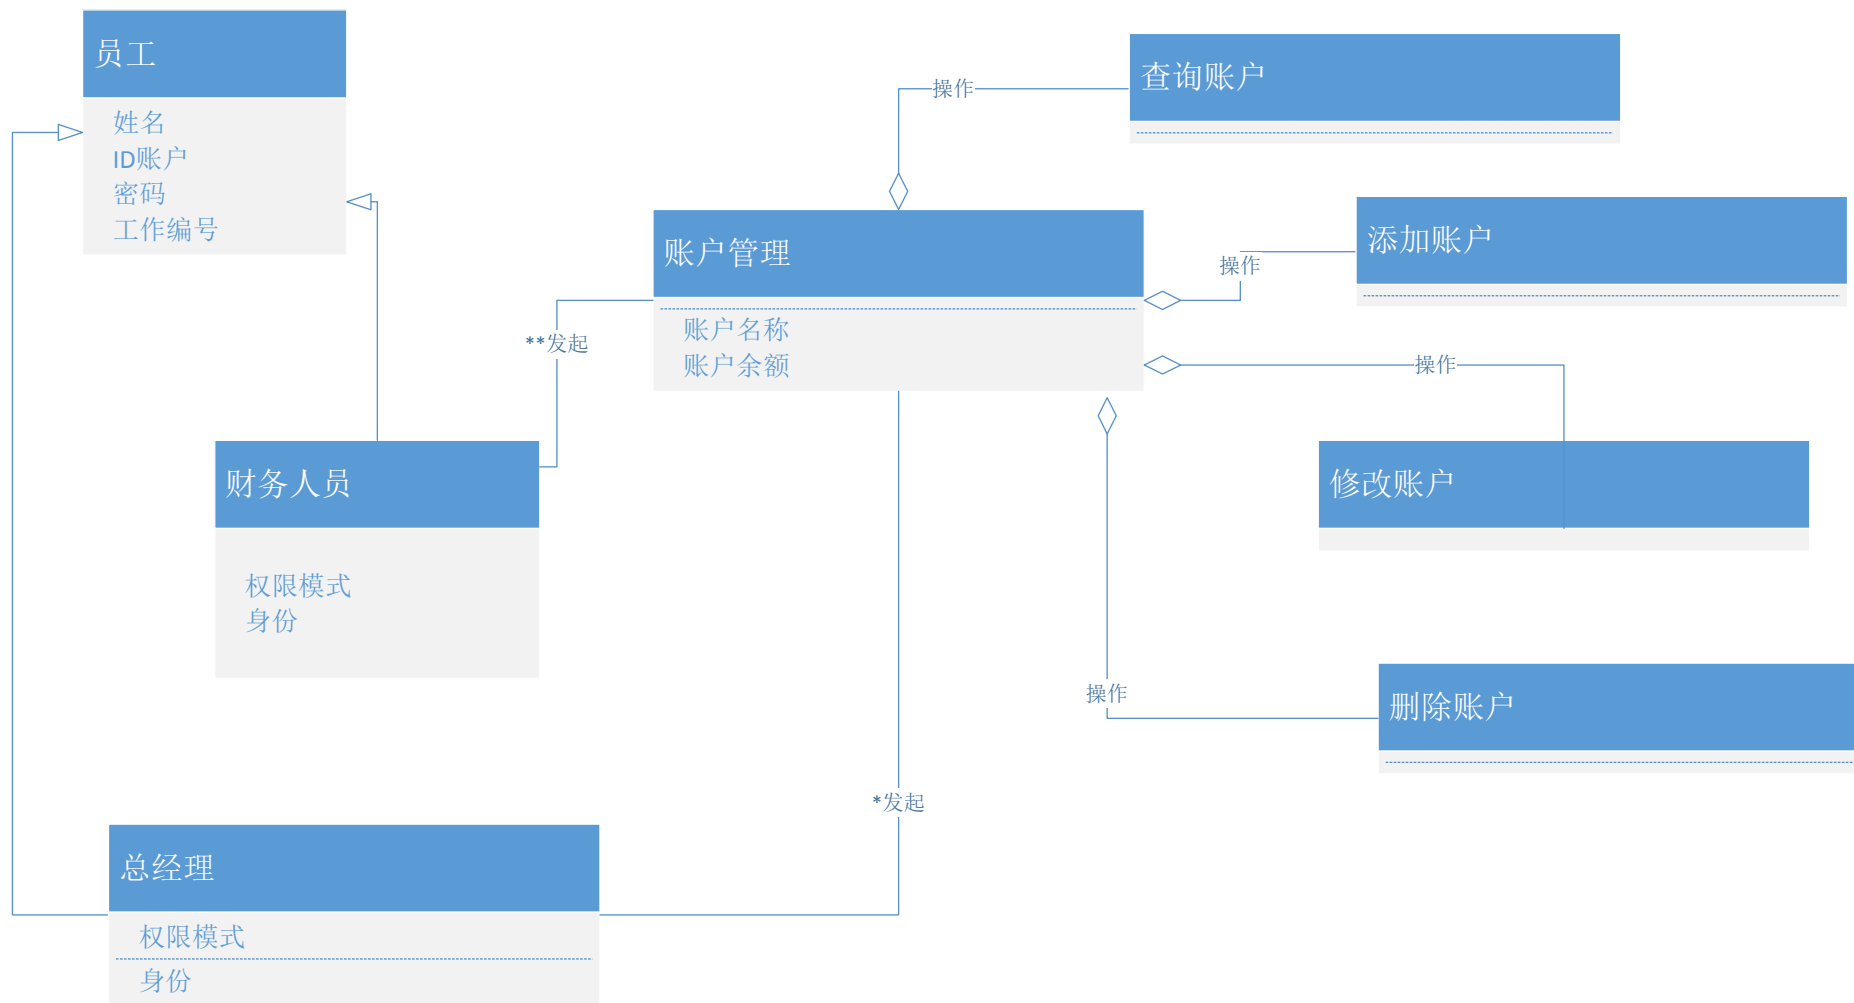 员工
姓名
ID账户
密码
工作编号
操作
查询账户
账户管理
账户名称
账户余额
操作
添加账户
**发起
操作
财务人员
权限模式
身份
修改账户
操作
删除账户
*发起
总经理
权限模式
身份